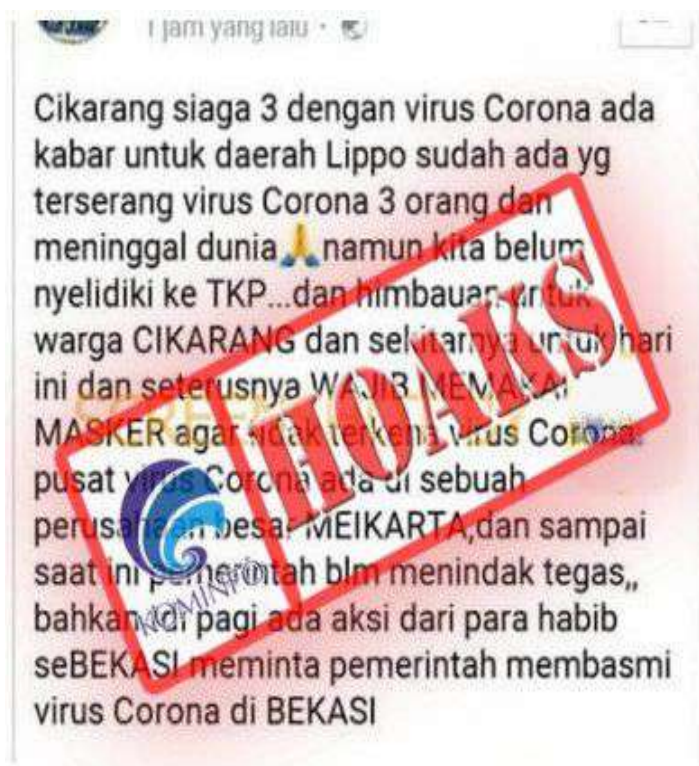 1 jam yang lalu
Cikarang siaga 3 dengan virus Corona ada
kabar untuk daerah Lippo sudah ada yg
terserang virus Corona 3 orang dan
meninggal dunia🙏namun kita belum
nyelidiki ke TKP...dan himbauan untuk
warga CIKARANG dan sekitarnya untuk hari
ini dan seterusnya WAJIB MEMAKAI
MASKER agar tidak terkena virus Corona.
pusat virus Corona ada di sebuah
perusahaan besar MEIKARTA,dan sampai
saat ini pemerintah blm menindak tegas,,
bahkan di pagi ada aksi dari para habib
seBEKASI meminta pemerintah membasmi
virus Corona di BEKASI
HOAKS
KOMINFO